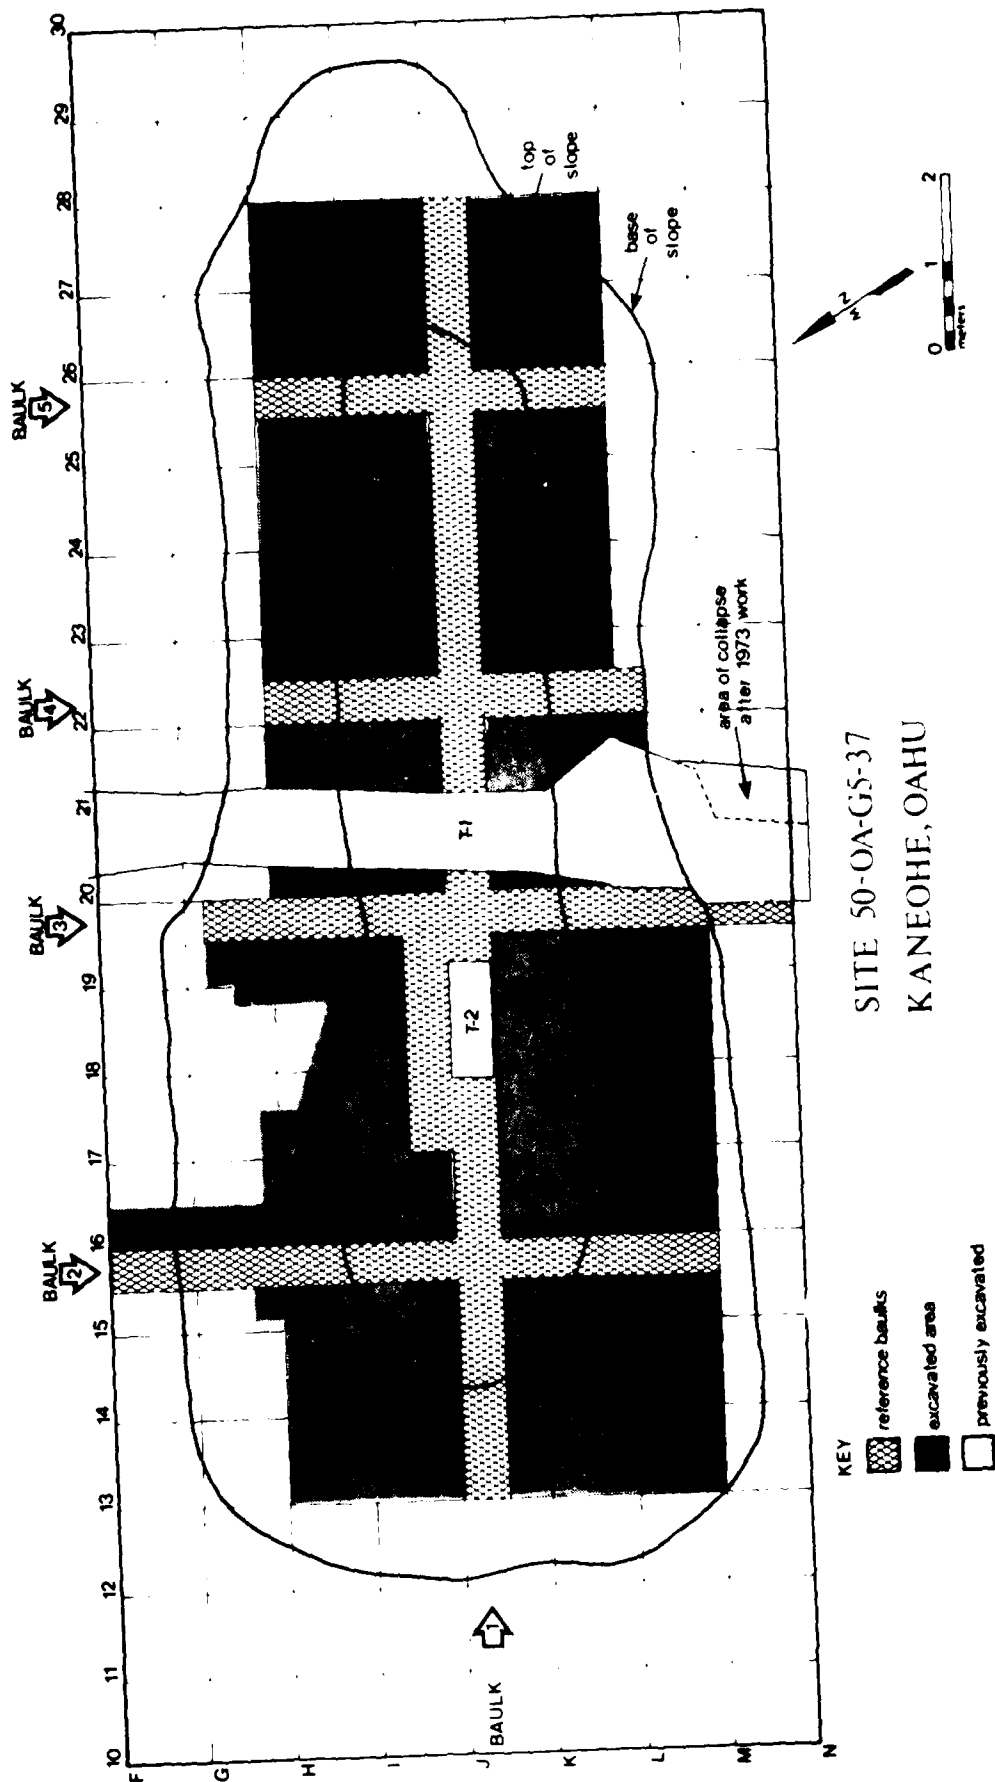 10 11 12 13 14 15 16 17 18 19 20 21 22 23 24 25 26 27 28 29 30
F
G
H
I
J
K
L
M
N
BAULK
1
BAULK
2
BAULK
3
BAULK
4
BAULK
5
T-1
T-2
top
of
slope
base
of
slope
area of collapse
after 1973 work
N
M
0 1 2
meters
SITE 50-OA-G5-37
KANEOHE, OAHU
KEY
reference baulks
excavated area
previously excavated